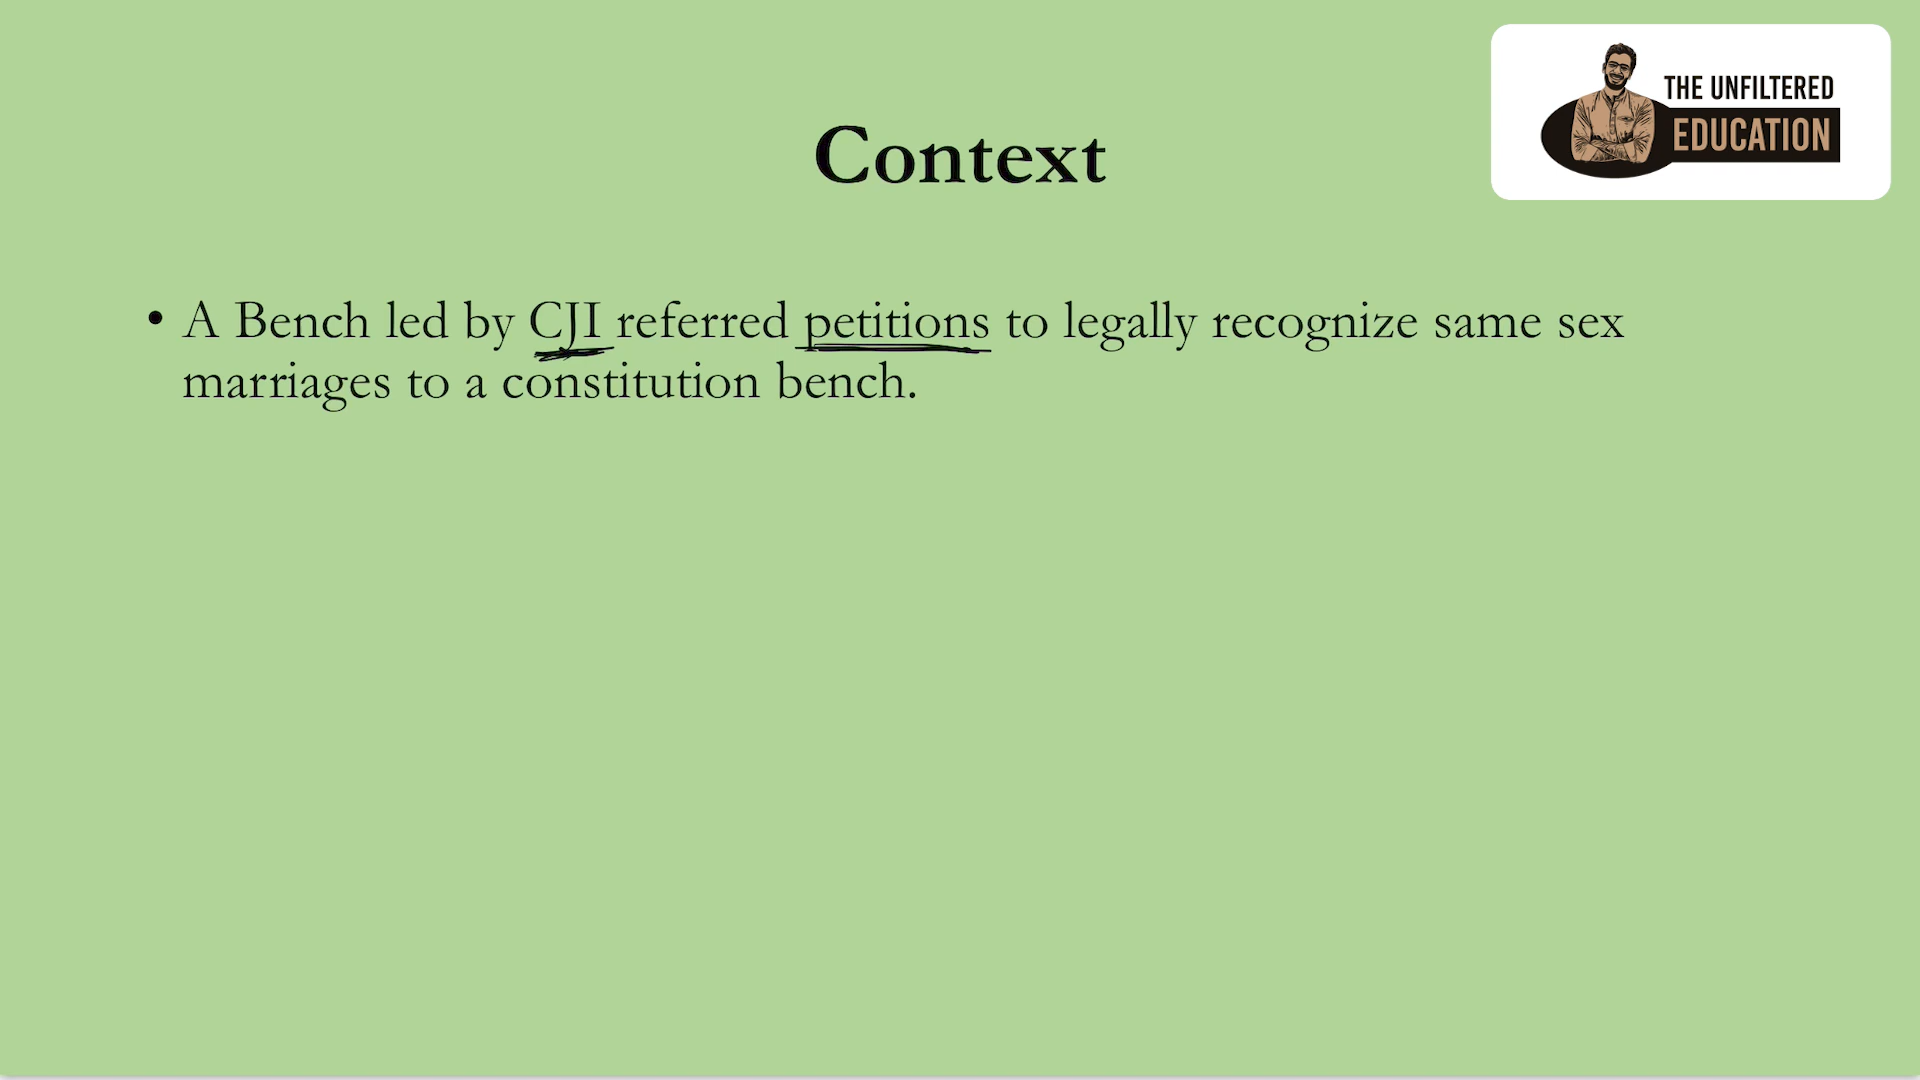 THE UNFILTERED
EDUCATION
Context
• A Bench led by CJI referred petitions to legally recognize same sex
marriages to a constitution bench.